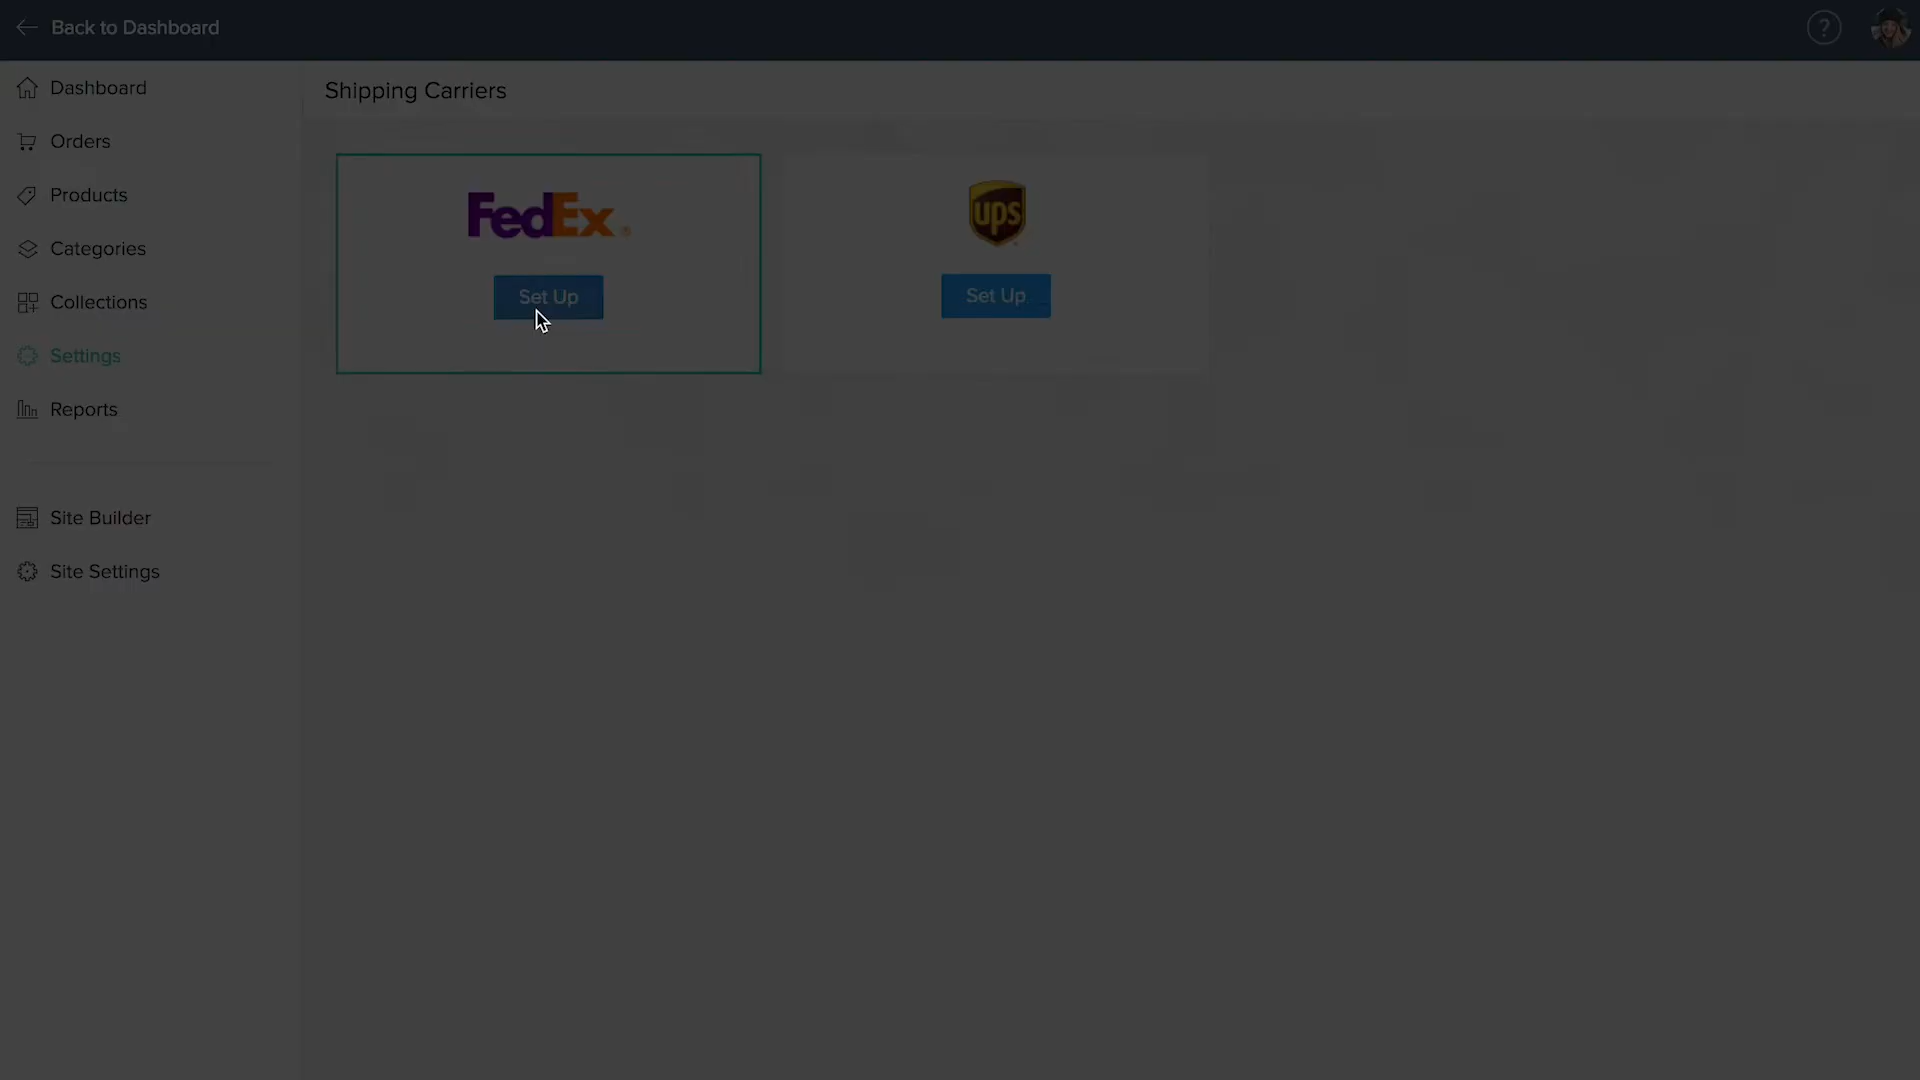 Back to Dashboard
?
Dashboard
Shipping Carriers
Orders
Products
Categories
Collections
Settings
Reports
Site Builder
Site Settings
FedEx®
Set Up
ups
Set Up